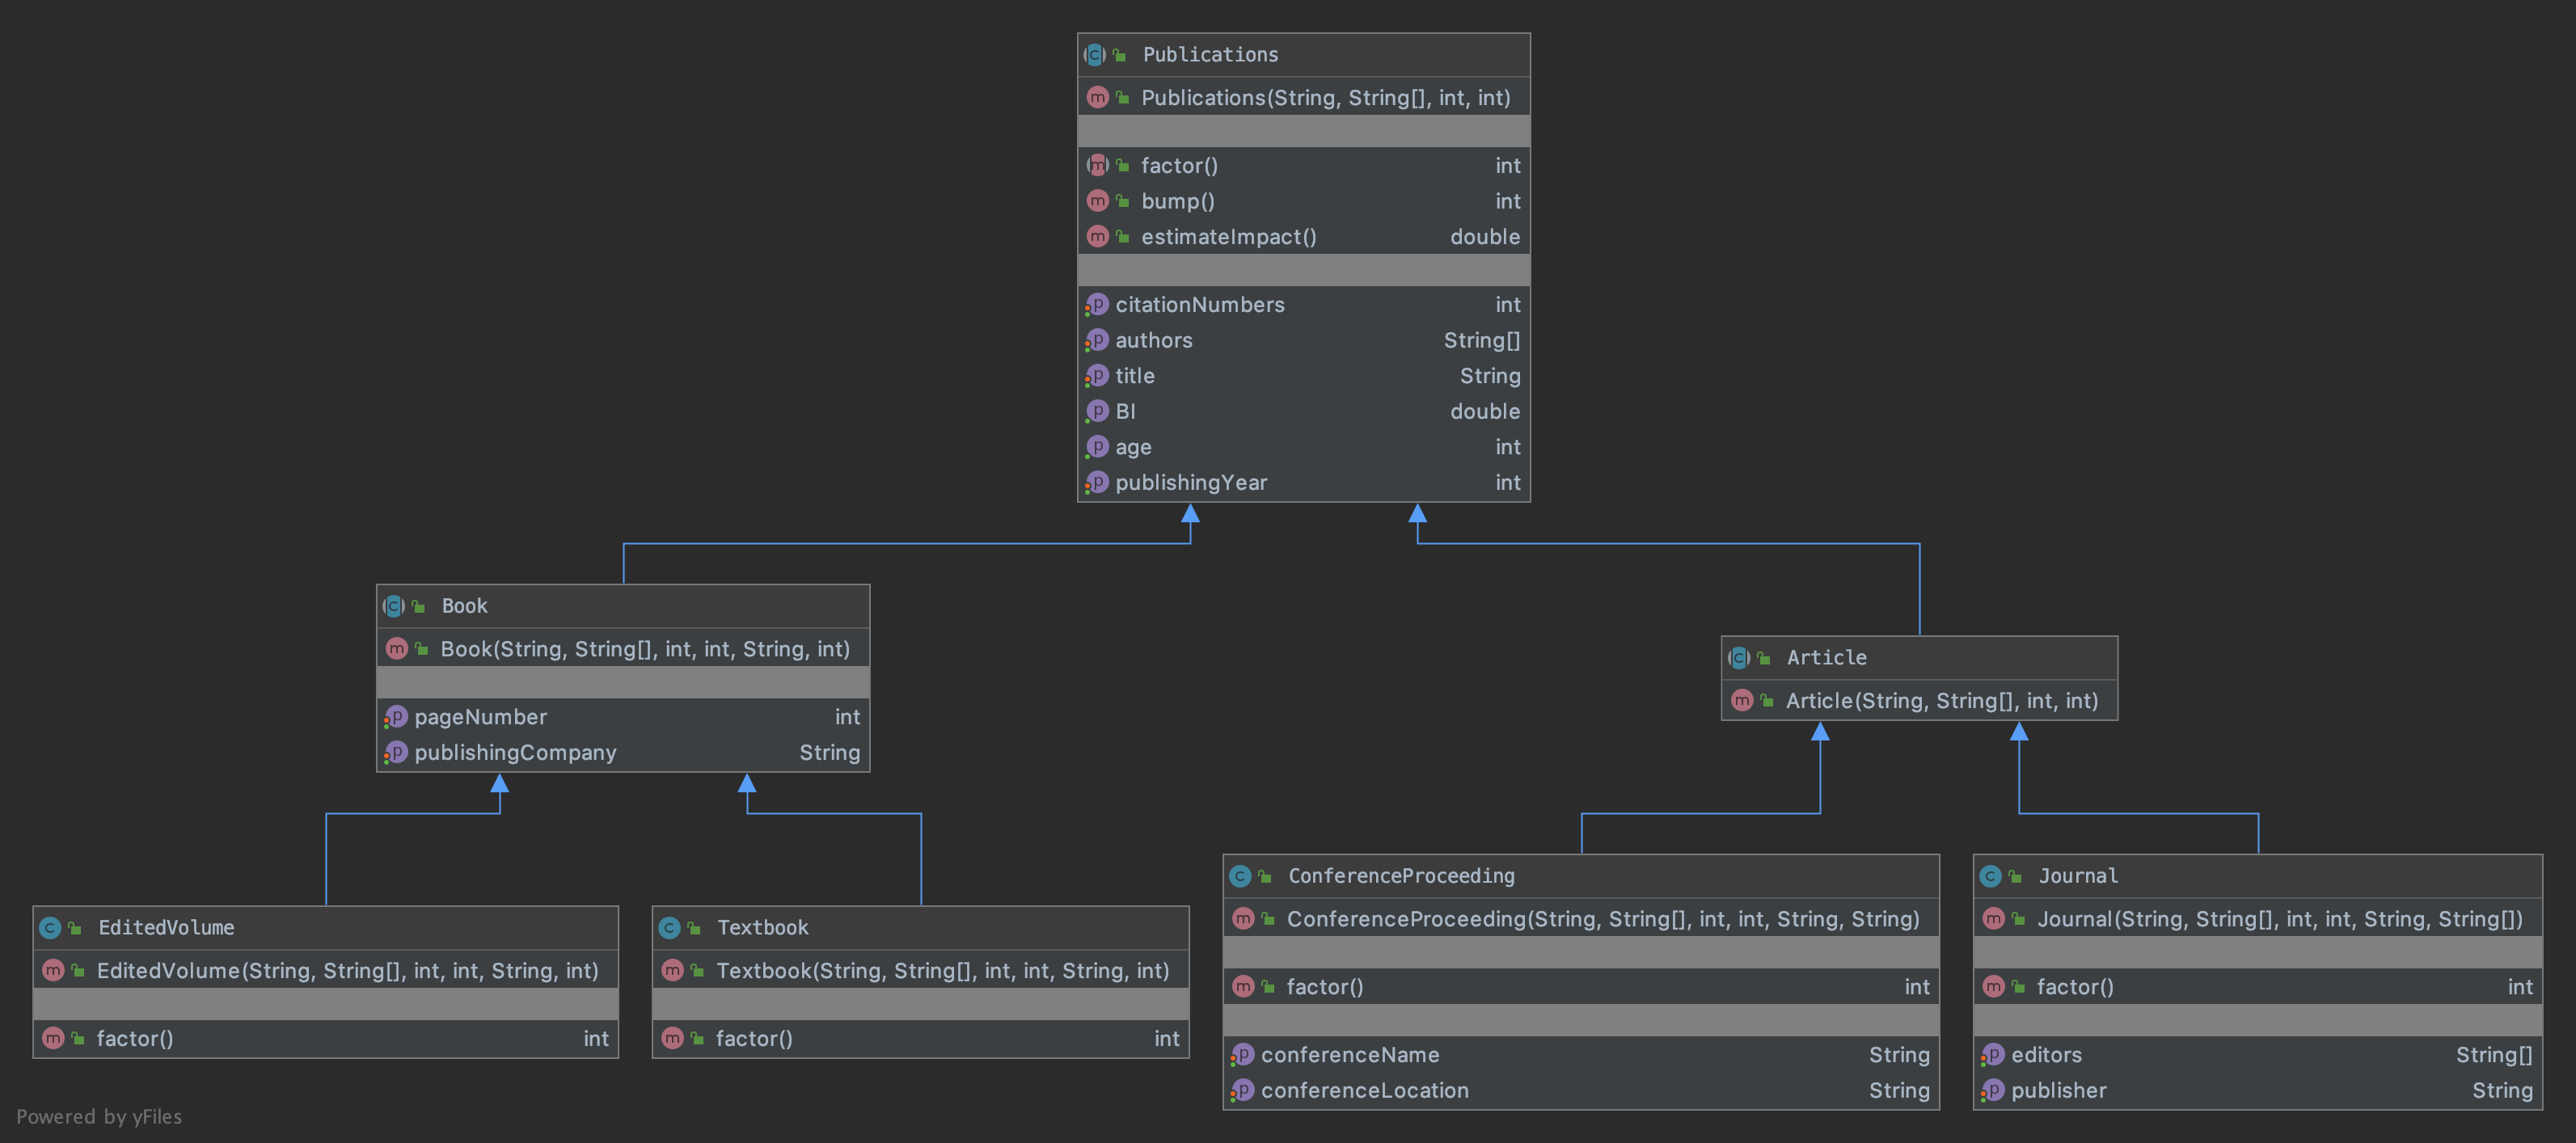 Publications
Publications(String, String[], int, int)
factor() int
bump() int
estimateImpact() double
citationNumbers int
authors String[]
title String
BI double
age int
publishingYear int
Book
Book(String, String[], int, int, String, int)
pageNumber int
publishingCompany String
Article
Article(String, String[], int, int)
EditedVolume
EditedVolume(String, String[], int, int, String, int)
factor() int
Textbook
Textbook(String, String[], int, int, String, int)
factor() int
ConferenceProceeding
ConferenceProceeding(String, String[], int, int, String, String)
factor() int
conferenceName String
conferenceLocation String
Journal
Journal(String, String[], int, int, String, String[])
factor() int
editors String[]
publisher String
Powered by yFiles